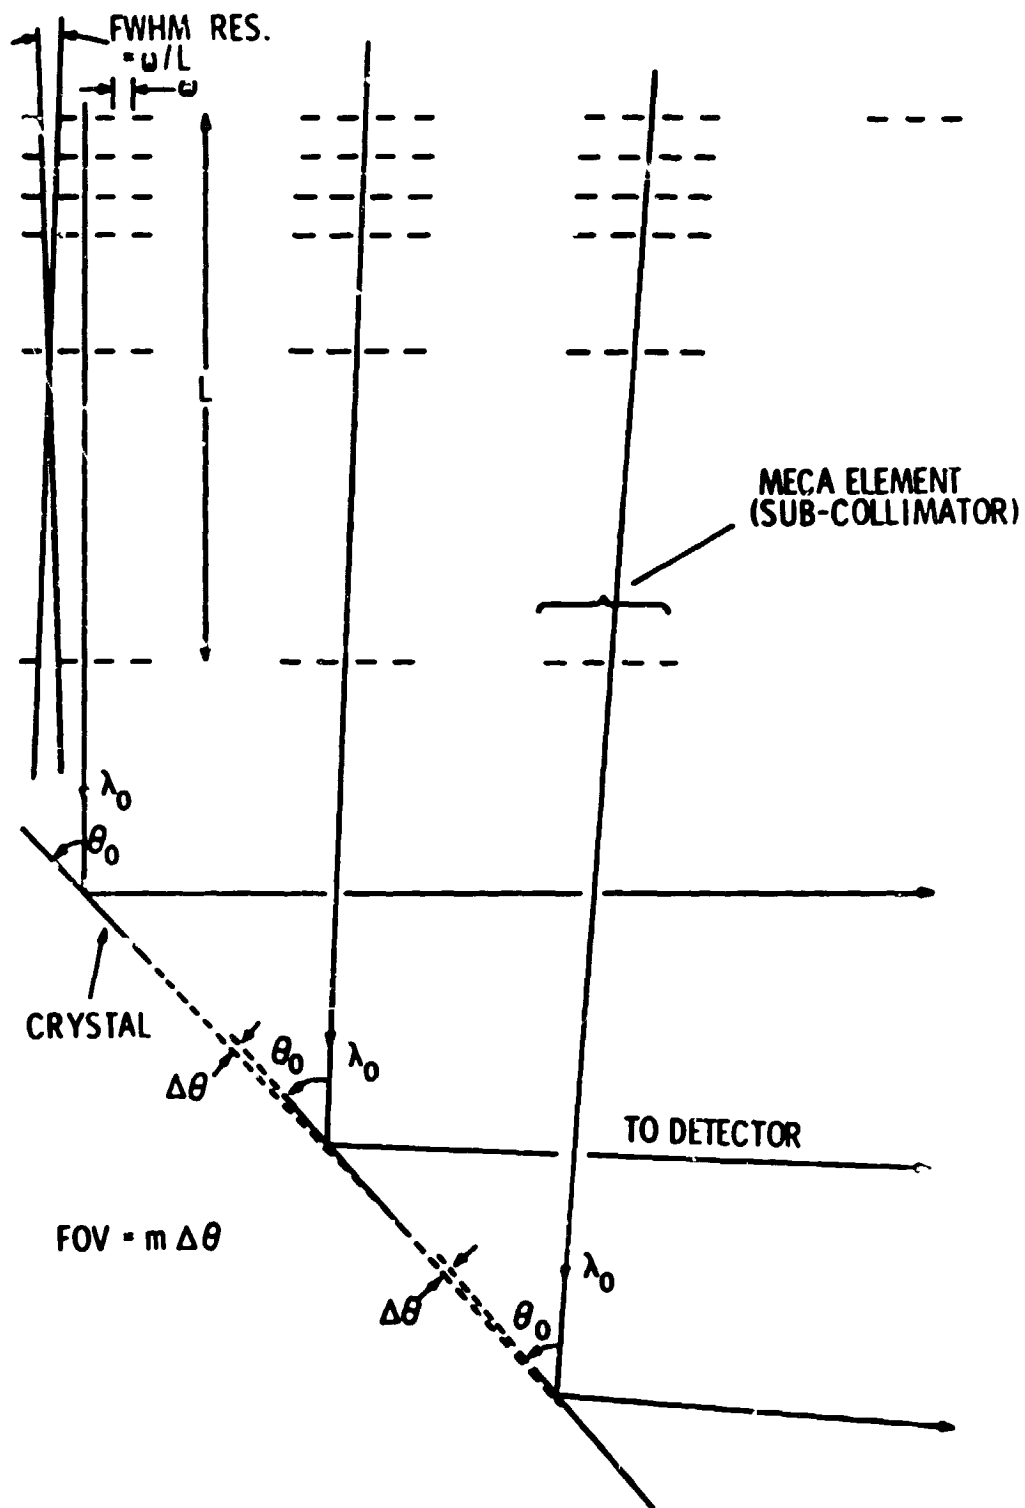 FWHM RES.
= ω/L
ω
L
MECA ELEMENT
(SUB-COLLIMATOR)
λ0
θ0
CRYSTAL
Δθ
θ0
λ0
TO DETECTOR
FOV = m Δθ
Δθ
θ0
λ0